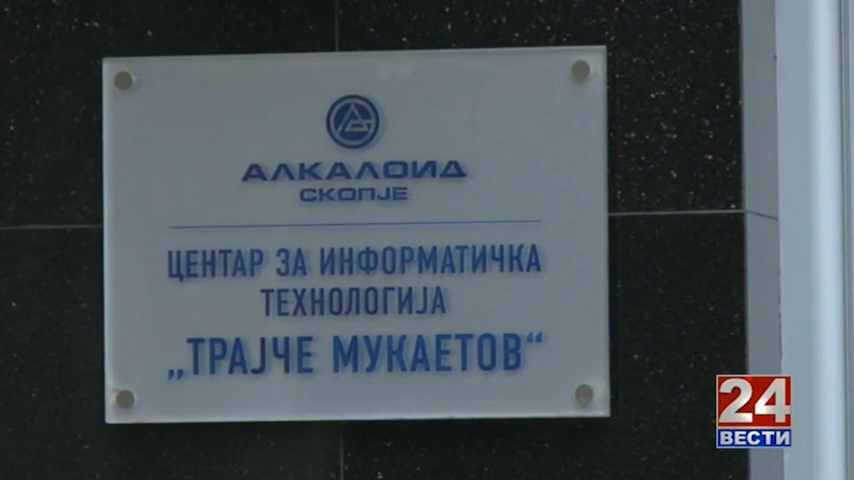 АЛКАЛОИД
СКОПЈЕ
ЦЕНТАР ЗА ИНФОРМАТИЧКА
ТЕХНОЛОГИЈА
„ТРАЈЧЕ МУКАЕТОВ“
24
ВЕСТИ